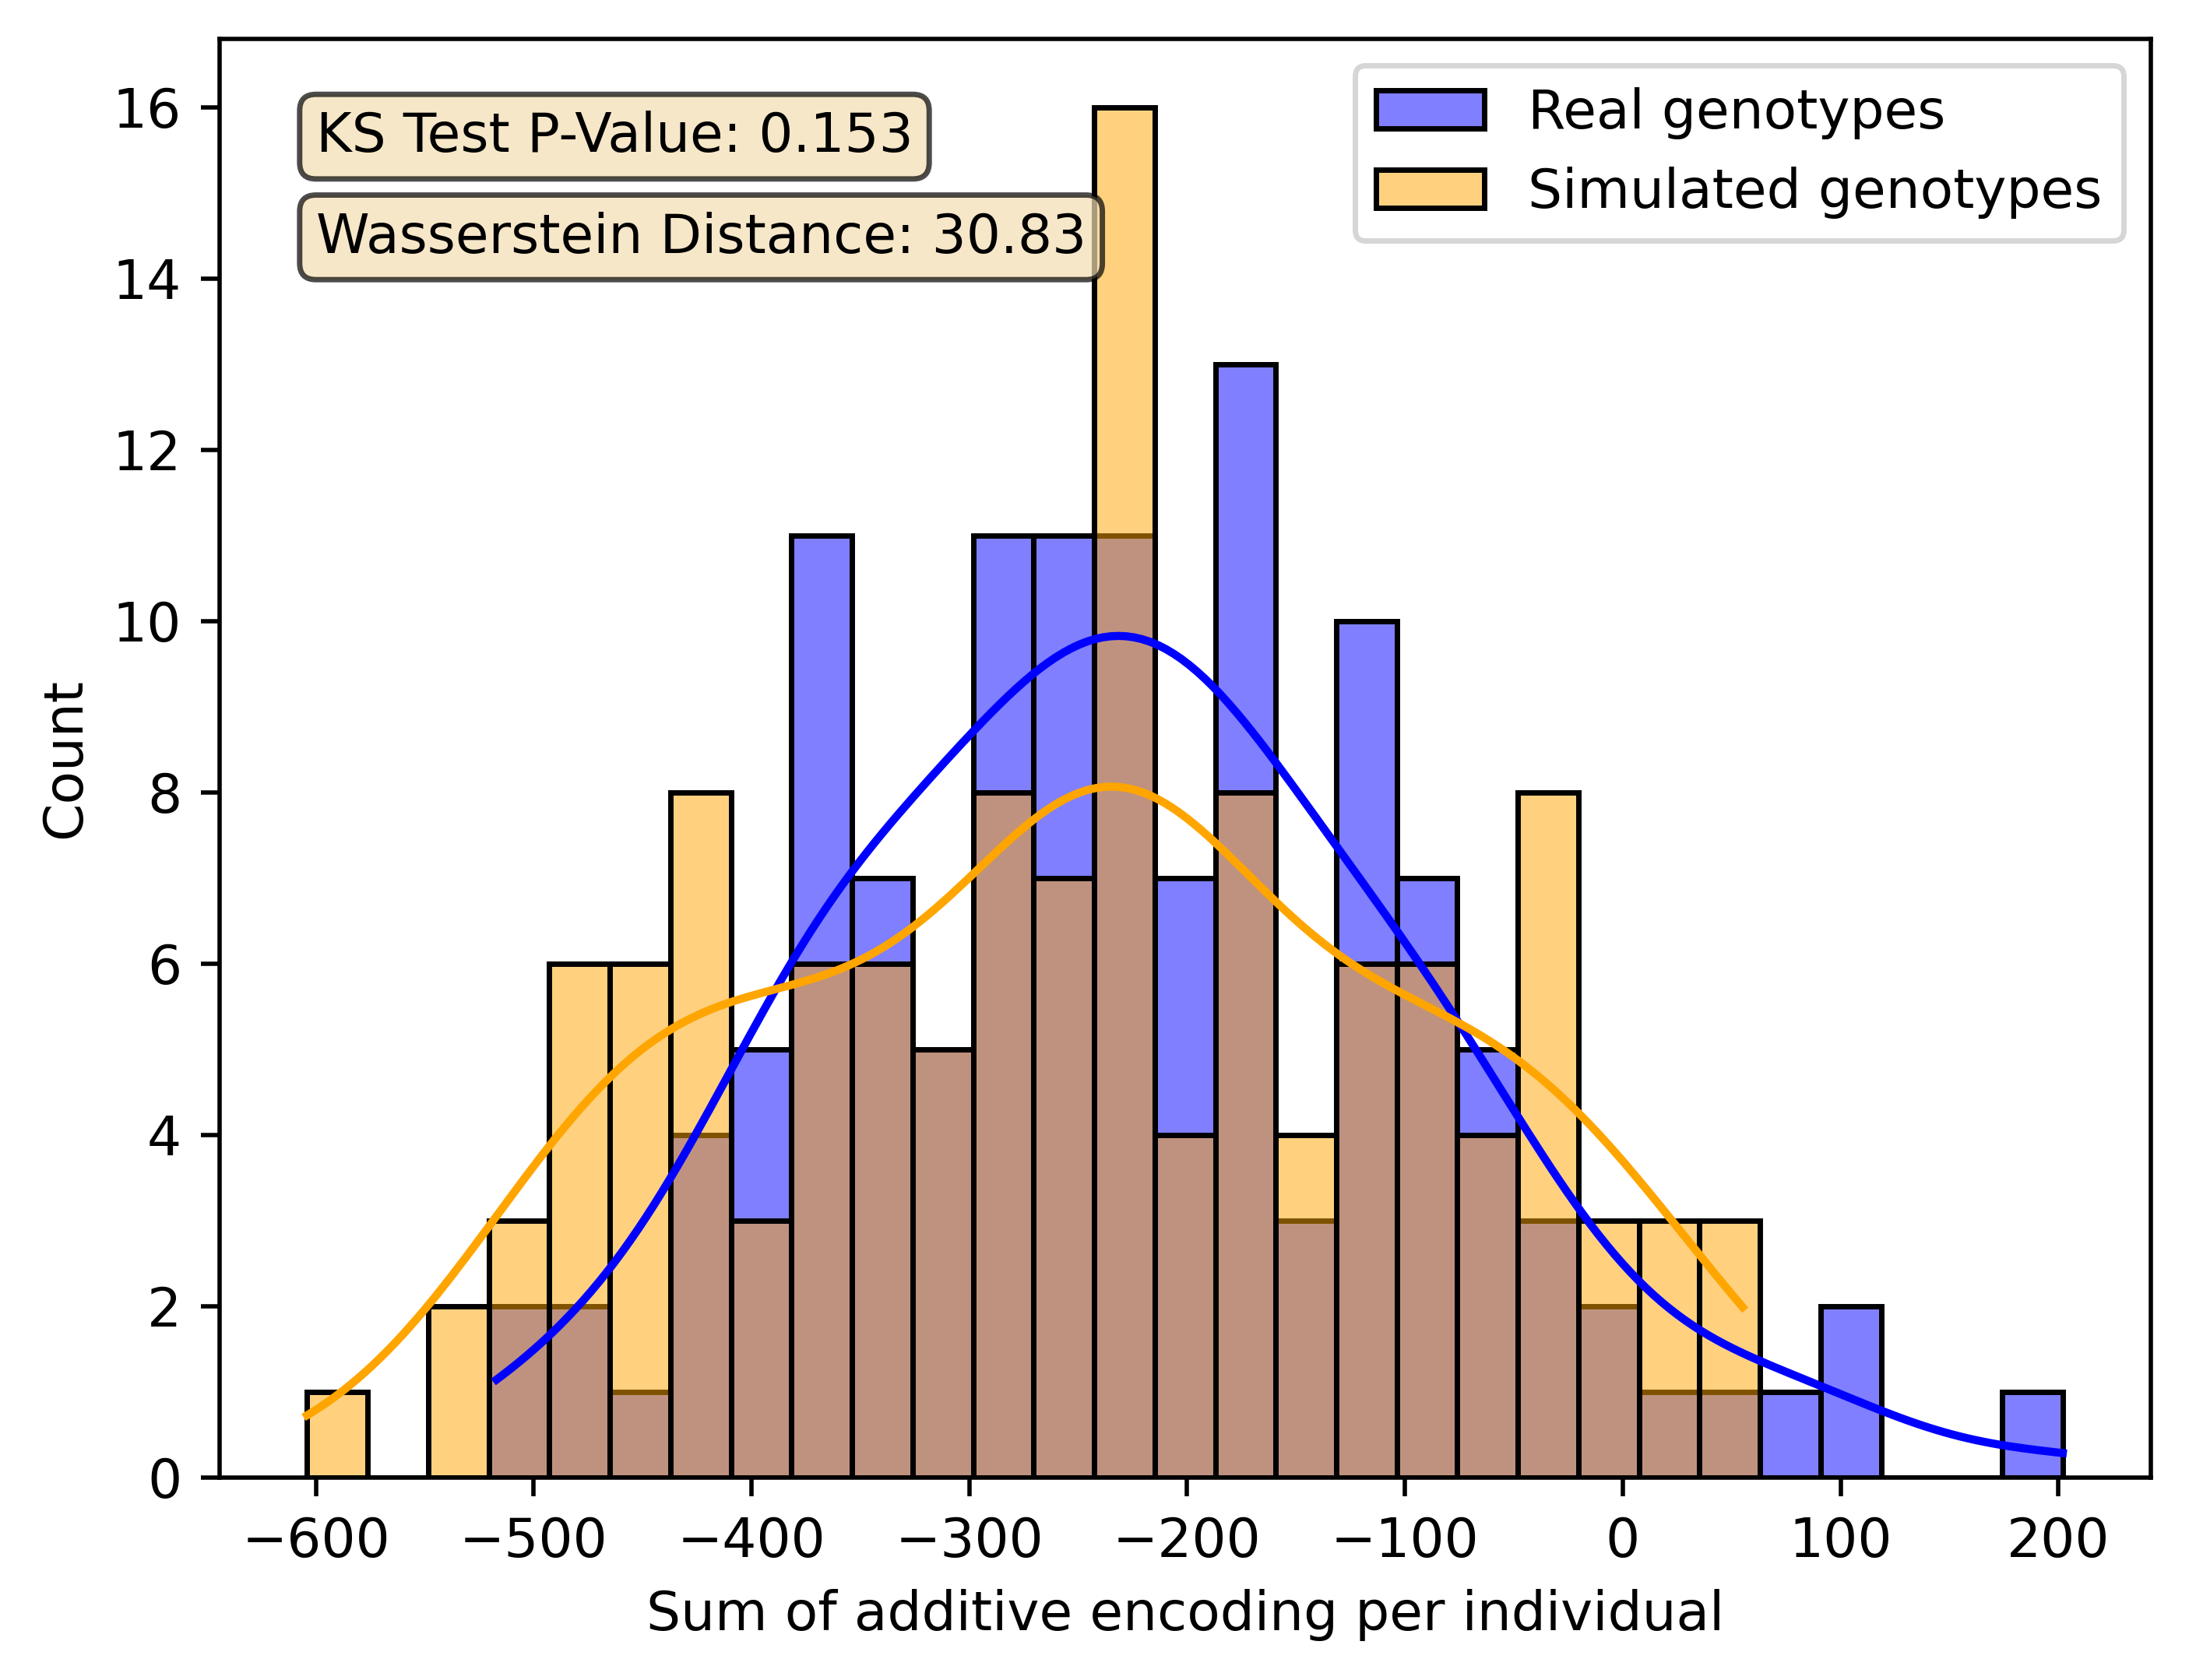 KS Test P-Value: 0.153
Wasserstein Distance: 30.83
Real genotypes
Simulated genotypes
Count
16
14
12
10
8
6
4
2
0
−600 −500 −400 −300 −200 −100 0 100 200
Sum of additive encoding per individual